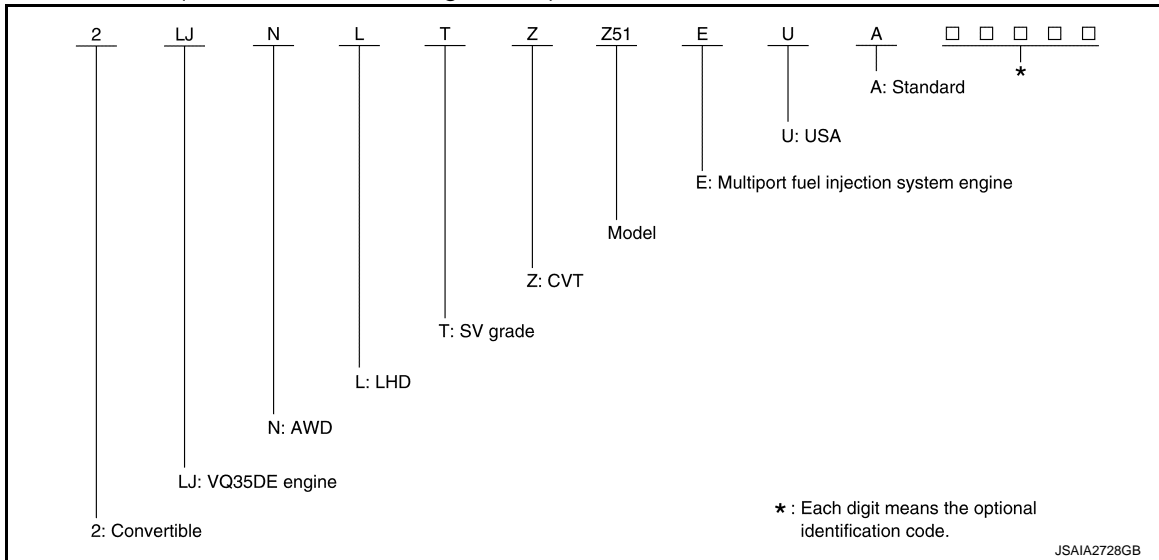 2 LJ N L T Z Z51 E U A □ □ □ □ □
*
A: Standard
U: USA
E: Multiport fuel injection system engine
Model
Z: CVT
T: SV grade
L: LHD
N: AWD
LJ: VQ35DE engine
2: Convertible
* : Each digit means the optional
identification code.
JSAIA2728GB